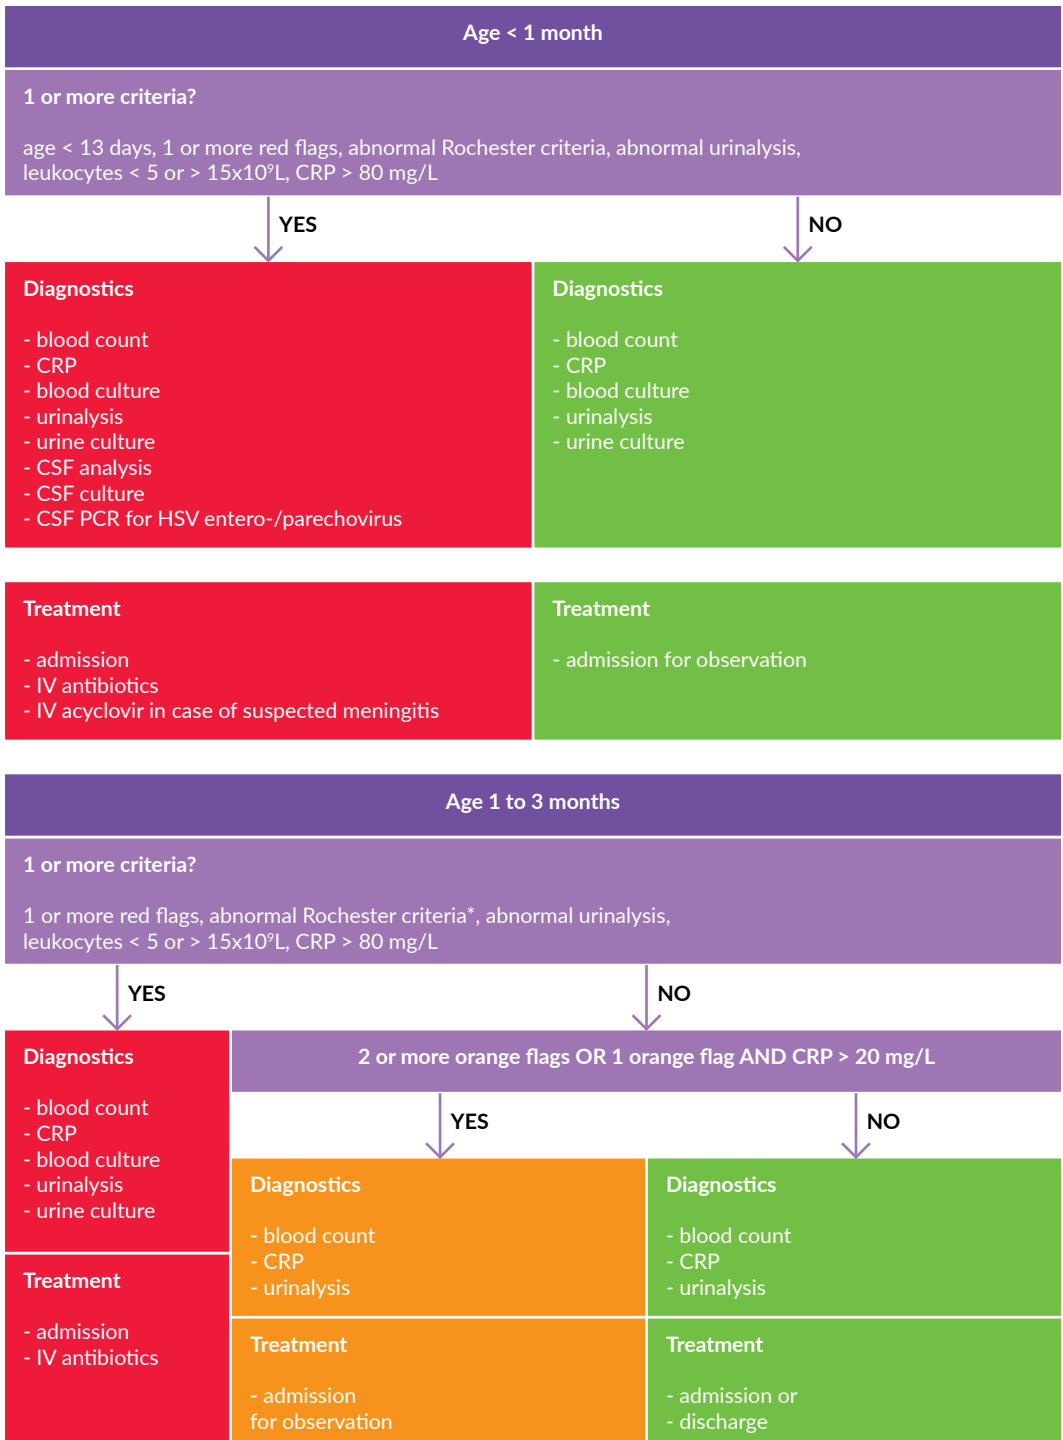 Age < 1 month
1 or more criteria?
age < 13 days, 1 or more red flags, abnormal Rochester criteria, abnormal urinalysis,
leukocytes < 5 or > 15x10⁹L, CRP > 80 mg/L
YES
NO
Diagnostics
- blood count
- CRP
- blood culture
- urinalysis
- urine culture
- CSF analysis
- CSF culture
- CSF PCR for HSV entero-/parechovirus
Diagnostics
- blood count
- CRP
- blood culture
- urinalysis
- urine culture
Treatment
- admission
- IV antibiotics
- IV acyclovir in case of suspected meningitis
Treatment
- admission for observation
Age 1 to 3 months
1 or more criteria?
1 or more red flags, abnormal Rochester criteria*, abnormal urinalysis,
leukocytes < 5 or > 15x10⁹L, CRP > 80 mg/L
YES
NO
Diagnostics
- blood count
- CRP
- blood culture
- urinalysis
- urine culture
Treatment
- admission
- IV antibiotics
2 or more orange flags OR 1 orange flag AND CRP > 20 mg/L
YES
NO
Diagnostics
- blood count
- CRP
- urinalysis
Treatment
- admission
for observation
Diagnostics
- blood count
- CRP
- urinalysis
Treatment
- admission or
- discharge